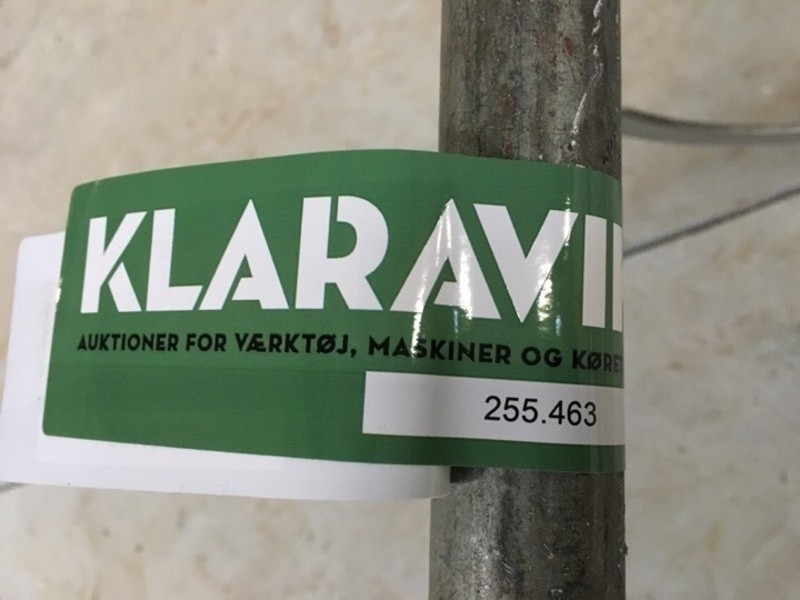 KLARAVI
AUKTIONER FOR VÆRKTØJ, MASKINER OG KØRET
255.463